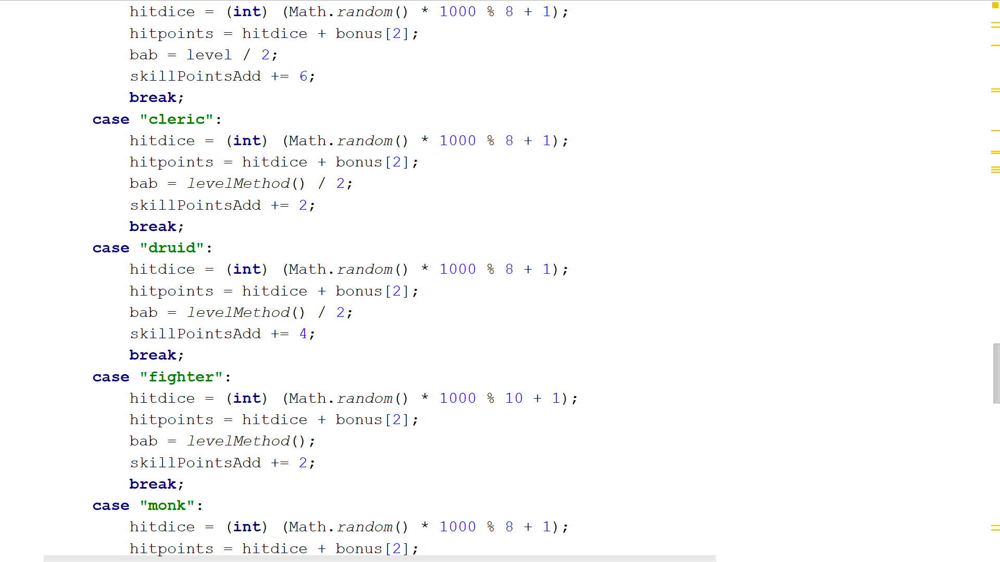 hitdice = (int) (Math.random() * 1000 % 8 + 1);
hitpoints = hitdice + bonus[2];
bab = level / 2;
skillPointsAdd += 6;
break;
case "cleric":
hitdice = (int) (Math.random() * 1000 % 8 + 1);
hitpoints = hitdice + bonus[2];
bab = levelMethod() / 2;
skillPointsAdd += 2;
break;
case "druid":
hitdice = (int) (Math.random() * 1000 % 8 + 1);
hitpoints = hitdice + bonus[2];
bab = levelMethod() / 2;
skillPointsAdd += 4;
break;
case "fighter":
hitdice = (int) (Math.random() * 1000 % 10 + 1);
hitpoints = hitdice + bonus[2];
bab = levelMethod();
skillPointsAdd += 2;
break;
case "monk":
hitdice = (int) (Math.random() * 1000 % 8 + 1);
hitpoints = hitdice + bonus[2];